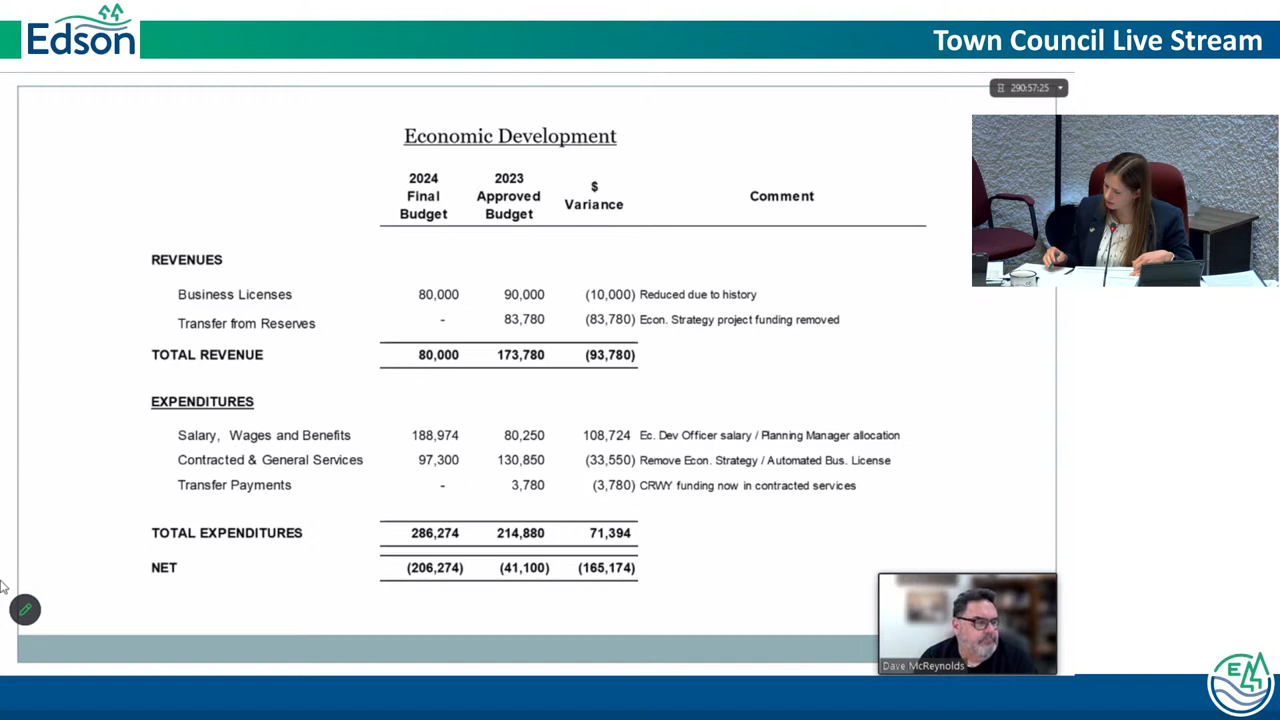 Edson
Town Council Live Stream
290:57:25
Economic Development
2024 Final Budget
2023 Approved Budget
$ Variance
Comment
REVENUES
Business Licenses 80,000 90,000 (10,000) Reduced due to history
Transfer from Reserves - 83,780 (83,780) Econ. Strategy project funding removed
TOTAL REVENUE 80,000 173,780 (93,780)
EXPENDITURES
Salary, Wages and Benefits 188,974 80,250 108,724 Ec. Dev Officer salary / Planning Manager allocation
Contracted & General Services 97,300 130,850 (33,550) Remove Econ. Strategy / Automated Bus. License
Transfer Payments - 3,780 (3,780) CRWY funding now in contracted services
TOTAL EXPENDITURES 286,274 214,880 71,394
NET (206,274) (41,100) (165,174)
Dave McReynolds